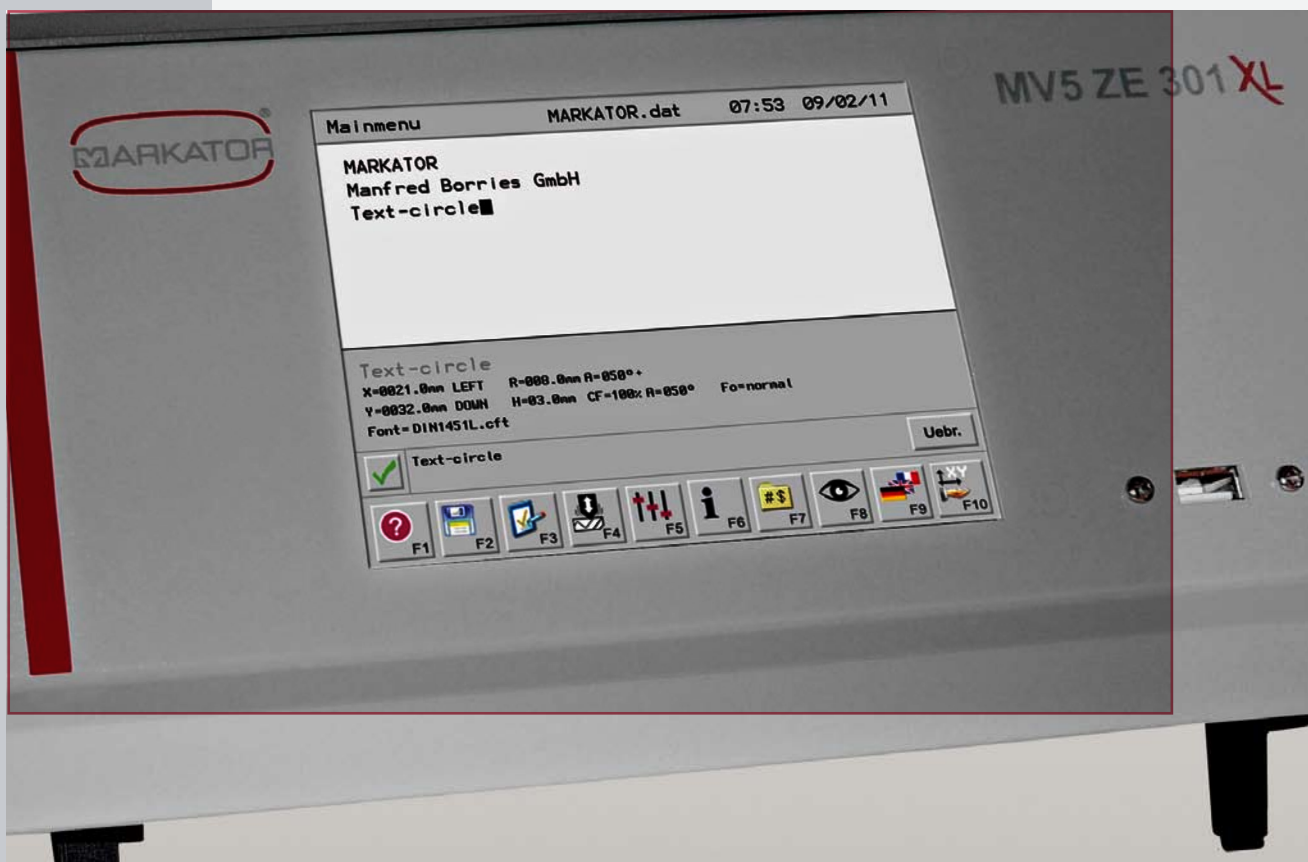 MARKATOR
®
MV5 ZE 301 XL
Mainmenu MARKATOR.dat 07:53 09/02/11
MARKATOR
Manfred Borries GmbH
Text-circle
Text-circle
X=0021.0mm LEFT R=008.0mm A=050°+
Y=0032.0mm DOWN H=03.0mm CF=100% A=050° Fo=normal
Font=DIN1451L.cft
Text-circle Uebr.
? F1 F2 F3 F4 F5 i F6 #$ F7 F8 F9 XY F10